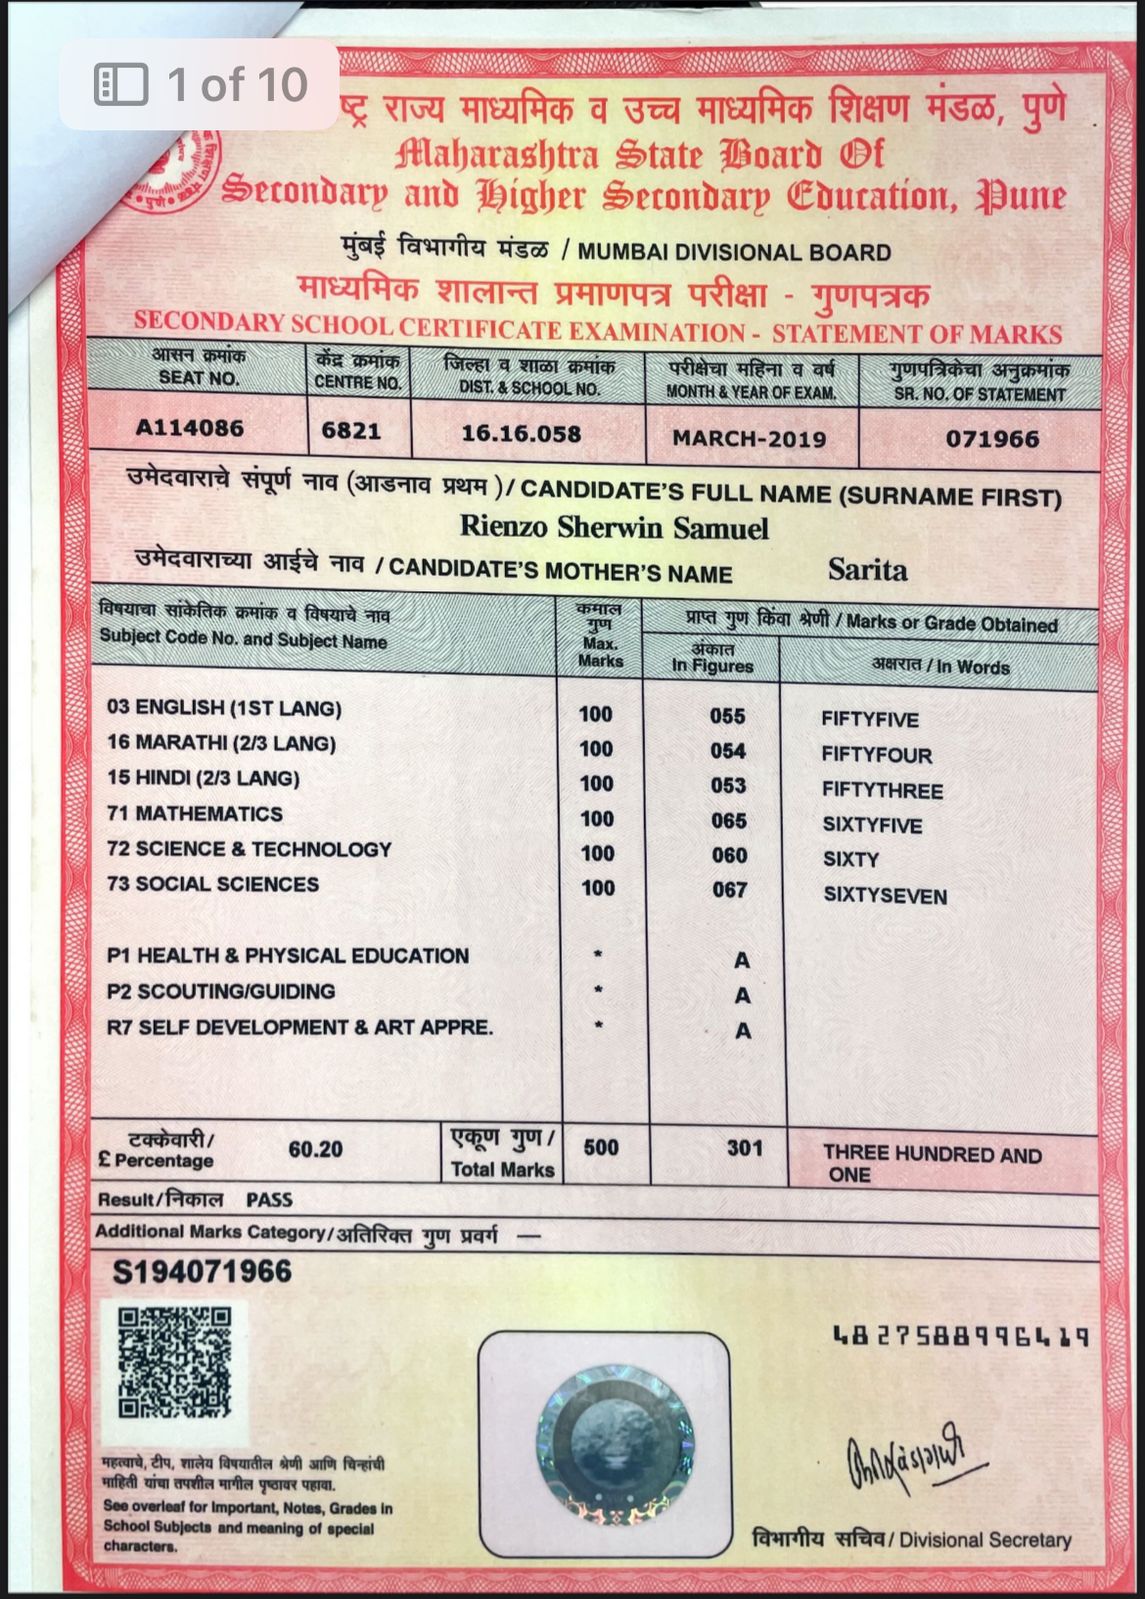 1 of 10
ष्ट्र राज्य माध्यमिक व उच्च माध्यमिक शिक्षण मंडळ, पुणे
Maharashtra State Board Of
Secondary and Higher Secondary Education, Pune
मुंबई विभागीय मंडळ / MUMBAI DIVISIONAL BOARD
माध्यमिक शालान्त प्रमाणपत्र परीक्षा - गुणपत्रक
SECONDARY SCHOOL CERTIFICATE EXAMINATION - STATEMENT OF MARKS
आसन क्रमांक केंद्र क्रमांक जिल्हा व शाळा क्रमांक परीक्षेचा महिना व वर्ष गुणपत्रिकेचा अनुक्रमांक
SEAT NO. CENTRE NO. DIST. & SCHOOL NO. MONTH & YEAR OF EXAM. SR. NO. OF STATEMENT
A114086 6821 16.16.058 MARCH-2019 071966
उमेदवाराचे संपूर्ण नाव (आडनाव प्रथम )/ CANDIDATE'S FULL NAME (SURNAME FIRST)
Rienzo Sherwin Samuel
उमेदवाराच्या आईचे नाव / CANDIDATE'S MOTHER'S NAME Sarita
विषयाचा सांकेतिक क्रमांक व विषयाचे नाव
Subject Code No. and Subject Name
कमाल
गुण
Max.
Marks
प्राप्त गुण किंवा श्रेणी / Marks or Grade Obtained
अंकात
In Figures
अक्षरात / In Words
03 ENGLISH (1ST LANG) 100 055 FIFTYFIVE
16 MARATHI (2/3 LANG) 100 054 FIFTYFOUR
15 HINDI (2/3 LANG) 100 053 FIFTYTHREE
71 MATHEMATICS 100 065 SIXTYFIVE
72 SCIENCE & TECHNOLOGY 100 060 SIXTY
73 SOCIAL SCIENCES 100 067 SIXTYSEVEN
P1 HEALTH & PHYSICAL EDUCATION * A
P2 SCOUTING/GUIDING * A
R7 SELF DEVELOPMENT & ART APPRE. * A
टक्केवारी/
£ Percentage
60.20
एकूण गुण /
Total Marks
500 301 THREE HUNDRED AND
ONE
Result/निकाल PASS
Additional Marks Category/अतिरिक्त गुण प्रवर्ग —
S194071966
4827588996419
महत्वाचे, टीप, शालेय विषयातील श्रेणी आणि चिन्हांची
माहिती यांचा तपशील मागील पृष्ठावर पहावा.
See overleaf for Important, Notes, Grades in
School Subjects and meaning of special
characters.
विभागीय सचिव / Divisional Secretary